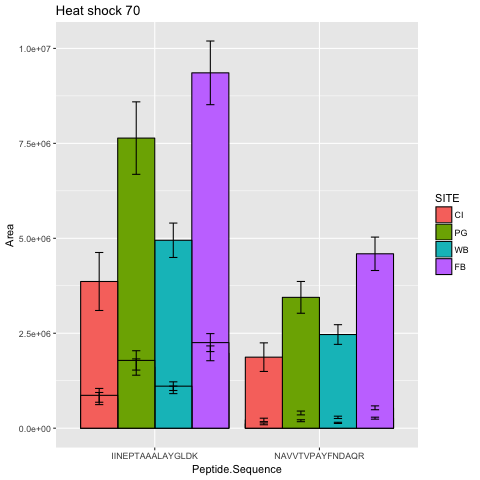 Heat shock 70
1.0e+07
7.5e+06
5.0e+06
2.5e+06
0.0e+00
Area
IINEPTAAALAYGLDK
NAVVTVPAYFNDAQR
Peptide.Sequence
SITE
CI
PG
WB
FB